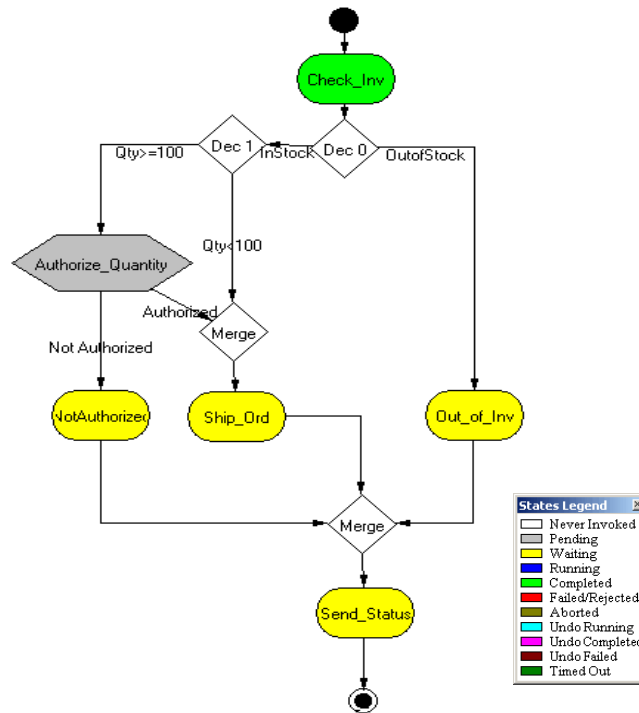 Check_Inv
Dec 1
InStock
Dec 0
OutofStock
Qty>=100
Qty<100
Authorize_Quantity
Authorized
Merge
Not Authorized
NotAuthorized
Ship_Ord
Out_of_Inv
Merge
Send_Status
States Legend
Never Invoked
Pending
Waiting
Running
Completed
Failed/Rejected
Aborted
Undo Running
Undo Completed
Undo Failed
Timed Out